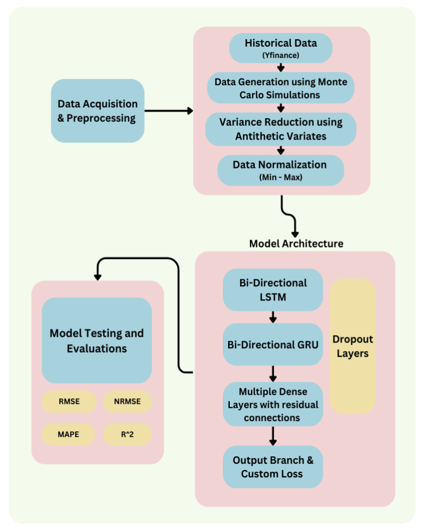 Historical Data
(Yfinance)
Data Generation using Monte
Carlo Simulations
Variance Reduction using
Antithetic Variates
Data Normalization
(Min - Max)
Data Acquisition
& Preprocessing
Model Architecture
Bi-Directional
LSTM
Bi-Directional GRU
Multiple Dense
Layers with residual
connections
Output Branch &
Custom Loss
Dropout
Layers
Model Testing and
Evaluations
RMSE
NRMSE
MAPE
R^2